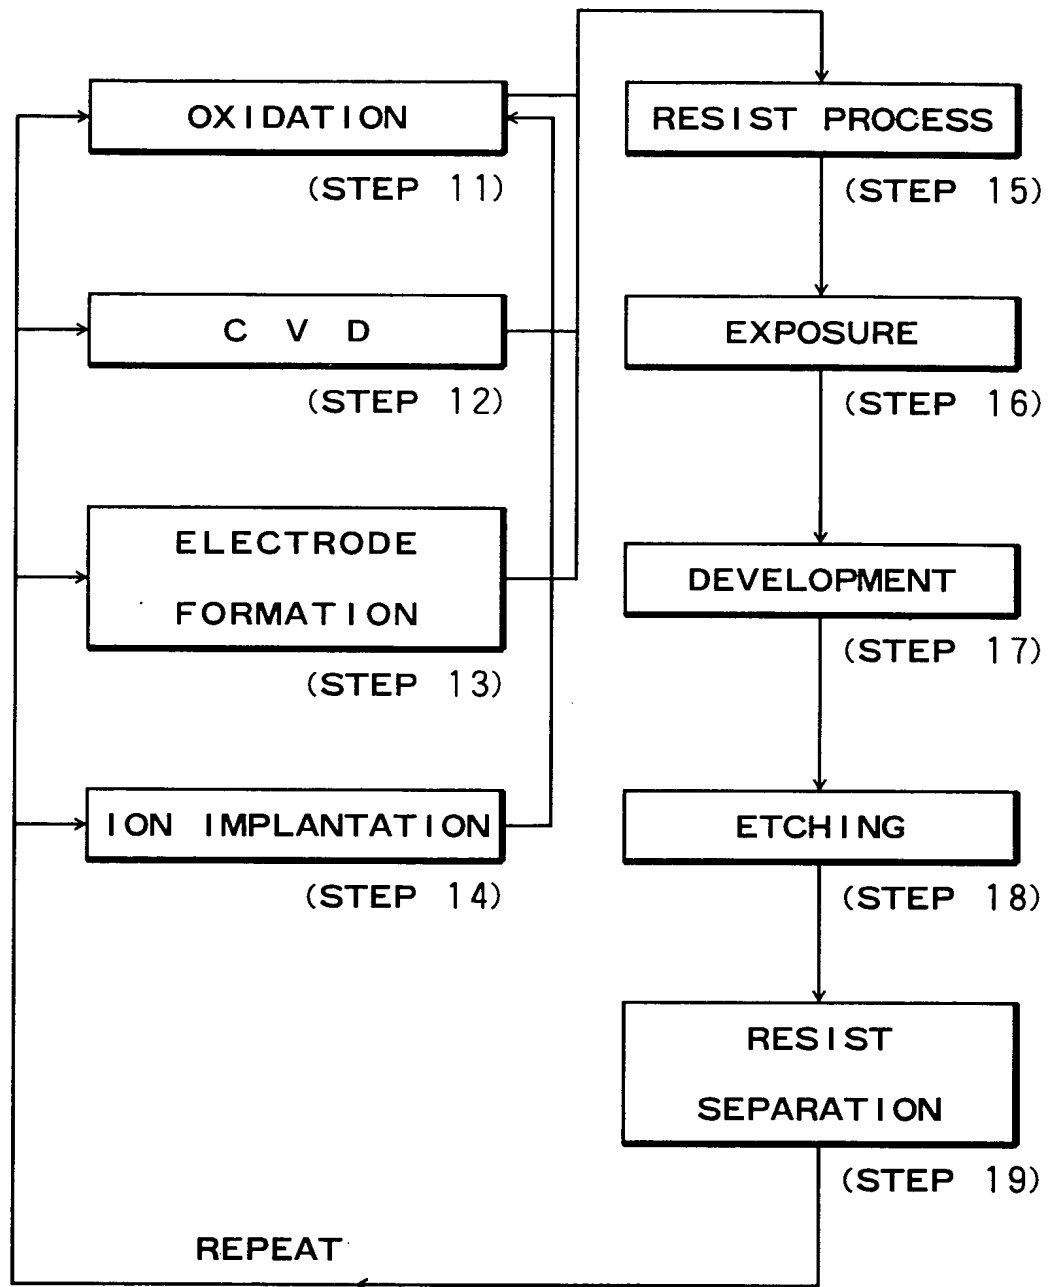 OXIDATION
(STEP 11)
C V D
(STEP 12)
ELECTRODE
FORMATION
(STEP 13)
ION IMPLANTATION
(STEP 14)
RESIST PROCESS
(STEP 15)
EXPOSURE
(STEP 16)
DEVELOPMENT
(STEP 17)
ETCHING
(STEP 18)
RESIST
SEPARATION
(STEP 19)
REPEAT